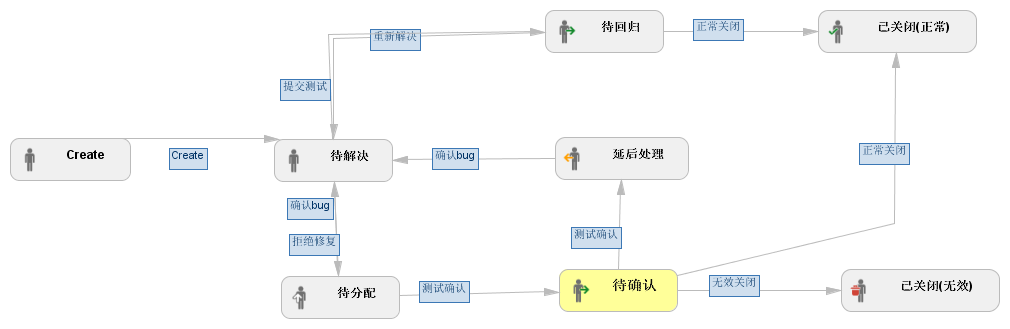 待回归
正常关闭
已关闭(正常)
重新解决
提交测试
Create
Create
待解决
确认bug
延后处理
正常关闭
确认bug
拒绝修复
测试确认
待分配
测试确认
待确认
无效关闭
已关闭(无效)